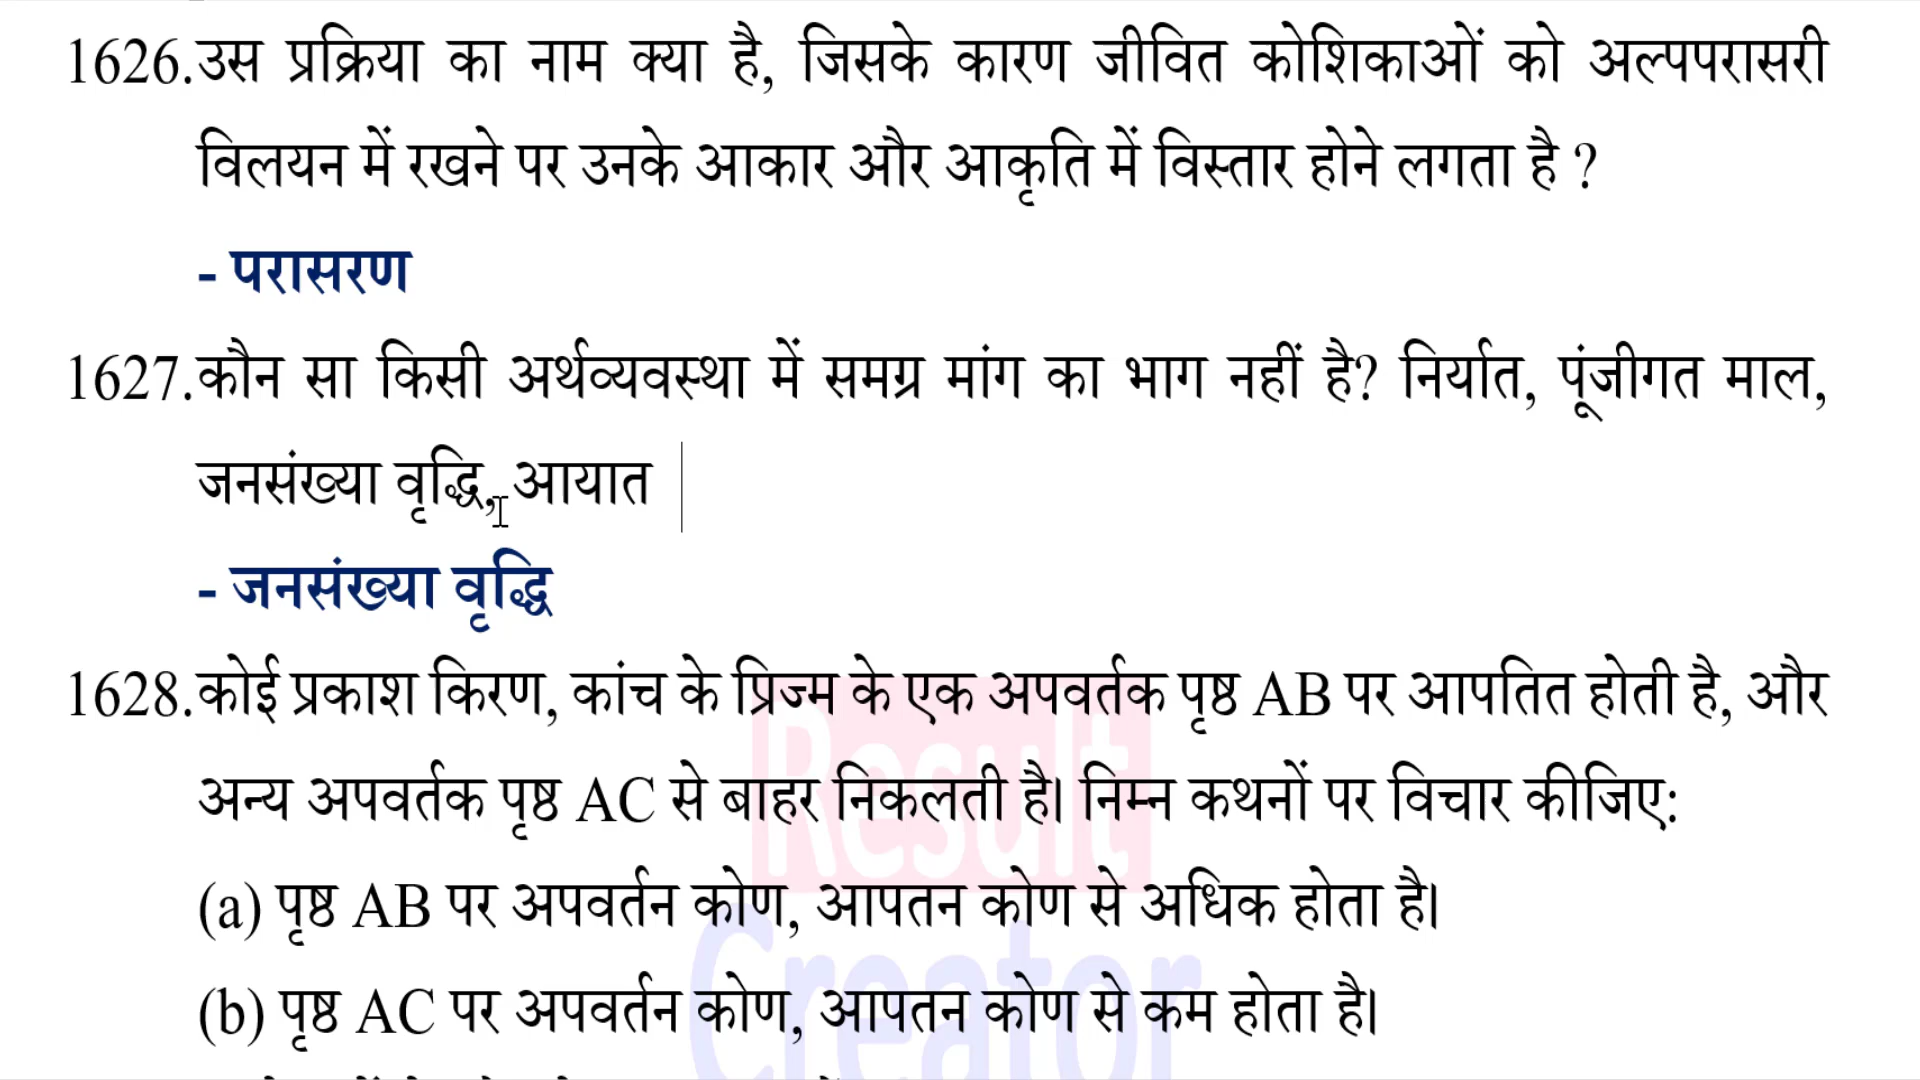 1626.उस प्रक्रिया का नाम क्या है, जिसके कारण जीवित कोशिकाओं को अल्पपरासरी
विलयन में रखने पर उनके आकार और आकृति में विस्तार होने लगता है ?
- परासरण
1627.कौन सा किसी अर्थव्यवस्था में समग्र मांग का भाग नहीं है? निर्यात, पूंजीगत माल,
जनसंख्या वृद्धि, आयात
- जनसंख्या वृद्धि
1628.कोई प्रकाश किरण, कांच के प्रिज्म के एक अपवर्तक पृष्ठ AB पर आपतित होती है, और
अन्य अपवर्तक पृष्ठ AC से बाहर निकलती है। निम्न कथनों पर विचार कीजिए:
(a) पृष्ठ AB पर अपवर्तन कोण, आपतन कोण से अधिक होता है।
(b) पृष्ठ AC पर अपवर्तन कोण, आपतन कोण से कम होता है।
Result
Creator